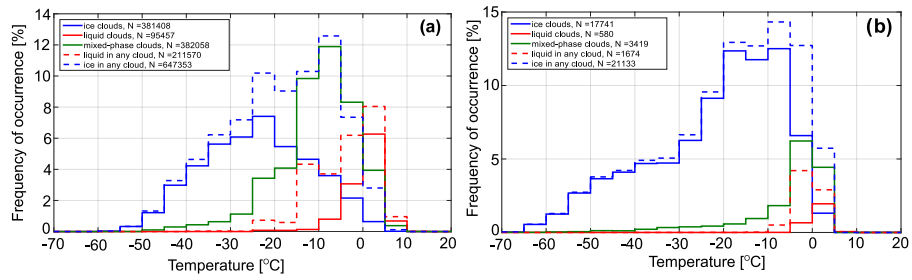 (a)
ice clouds, N =381408
liquid clouds, N =95457
mixed-phase clouds, N =382058
liquid in any cloud, N =211570
ice in any cloud, N =647353
Frequency of occurrence [%]
14
12
10
8
6
4
2
0
-70 -60 -50 -40 -30 -20 -10 0 10 20
Temperature [°C]
(b)
ice clouds, N =17741
liquid clouds, N =580
mixed-phase clouds, N =3419
liquid in any cloud, N =1674
ice in any cloud, N =21133
Frequency of occurrence [%]
15
10
5
0
-70 -60 -50 -40 -30 -20 -10 0 10 20
Temperature [°C]